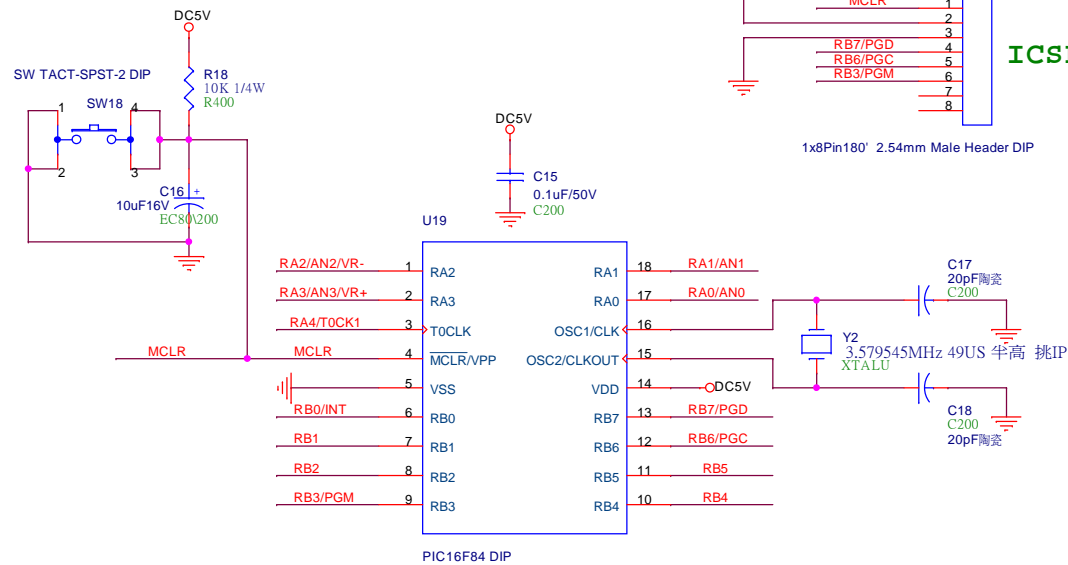 DC5V
SW TACT-SPST-2 DIP
R18
10K 1/4W
R400
SW18
1
4
2
3
C16
+
10uF16V
EC80\200
DC5V
C15
0.1uF/50V
C200
MCLR
1
2
3
RB7/PGD
4
RB6/PGC
5
RB3/PGM
6
7
8
1x8Pin180' 2.54mm Male Header DIP
U19
RA2/AN2/VR-
1
RA2
RA1
18
RA1/AN1
RA3/AN3/VR+
2
RA3
RA0
17
RA0/AN0
RA4/T0CK1
3
T0CLK
OSC1/CLK
16
MCLR
MCLR
4
MCLR/VPP
OSC2/CLKOUT
15
5
VSS
VDD
14
DC5V
RB0/INT
6
RB0
RB7
13
RB7/PGD
RB1
7
RB1
RB6
12
RB6/PGC
RB2
8
RB2
RB5
11
RB5
RB3/PGM
9
RB3
RB4
10
RB4
PIC16F84 DIP
C17
20pF陶瓷
C200
Y2
3.579545MHz 49US 半高 挑IP
XTALU
C18
C200
20pF陶瓷